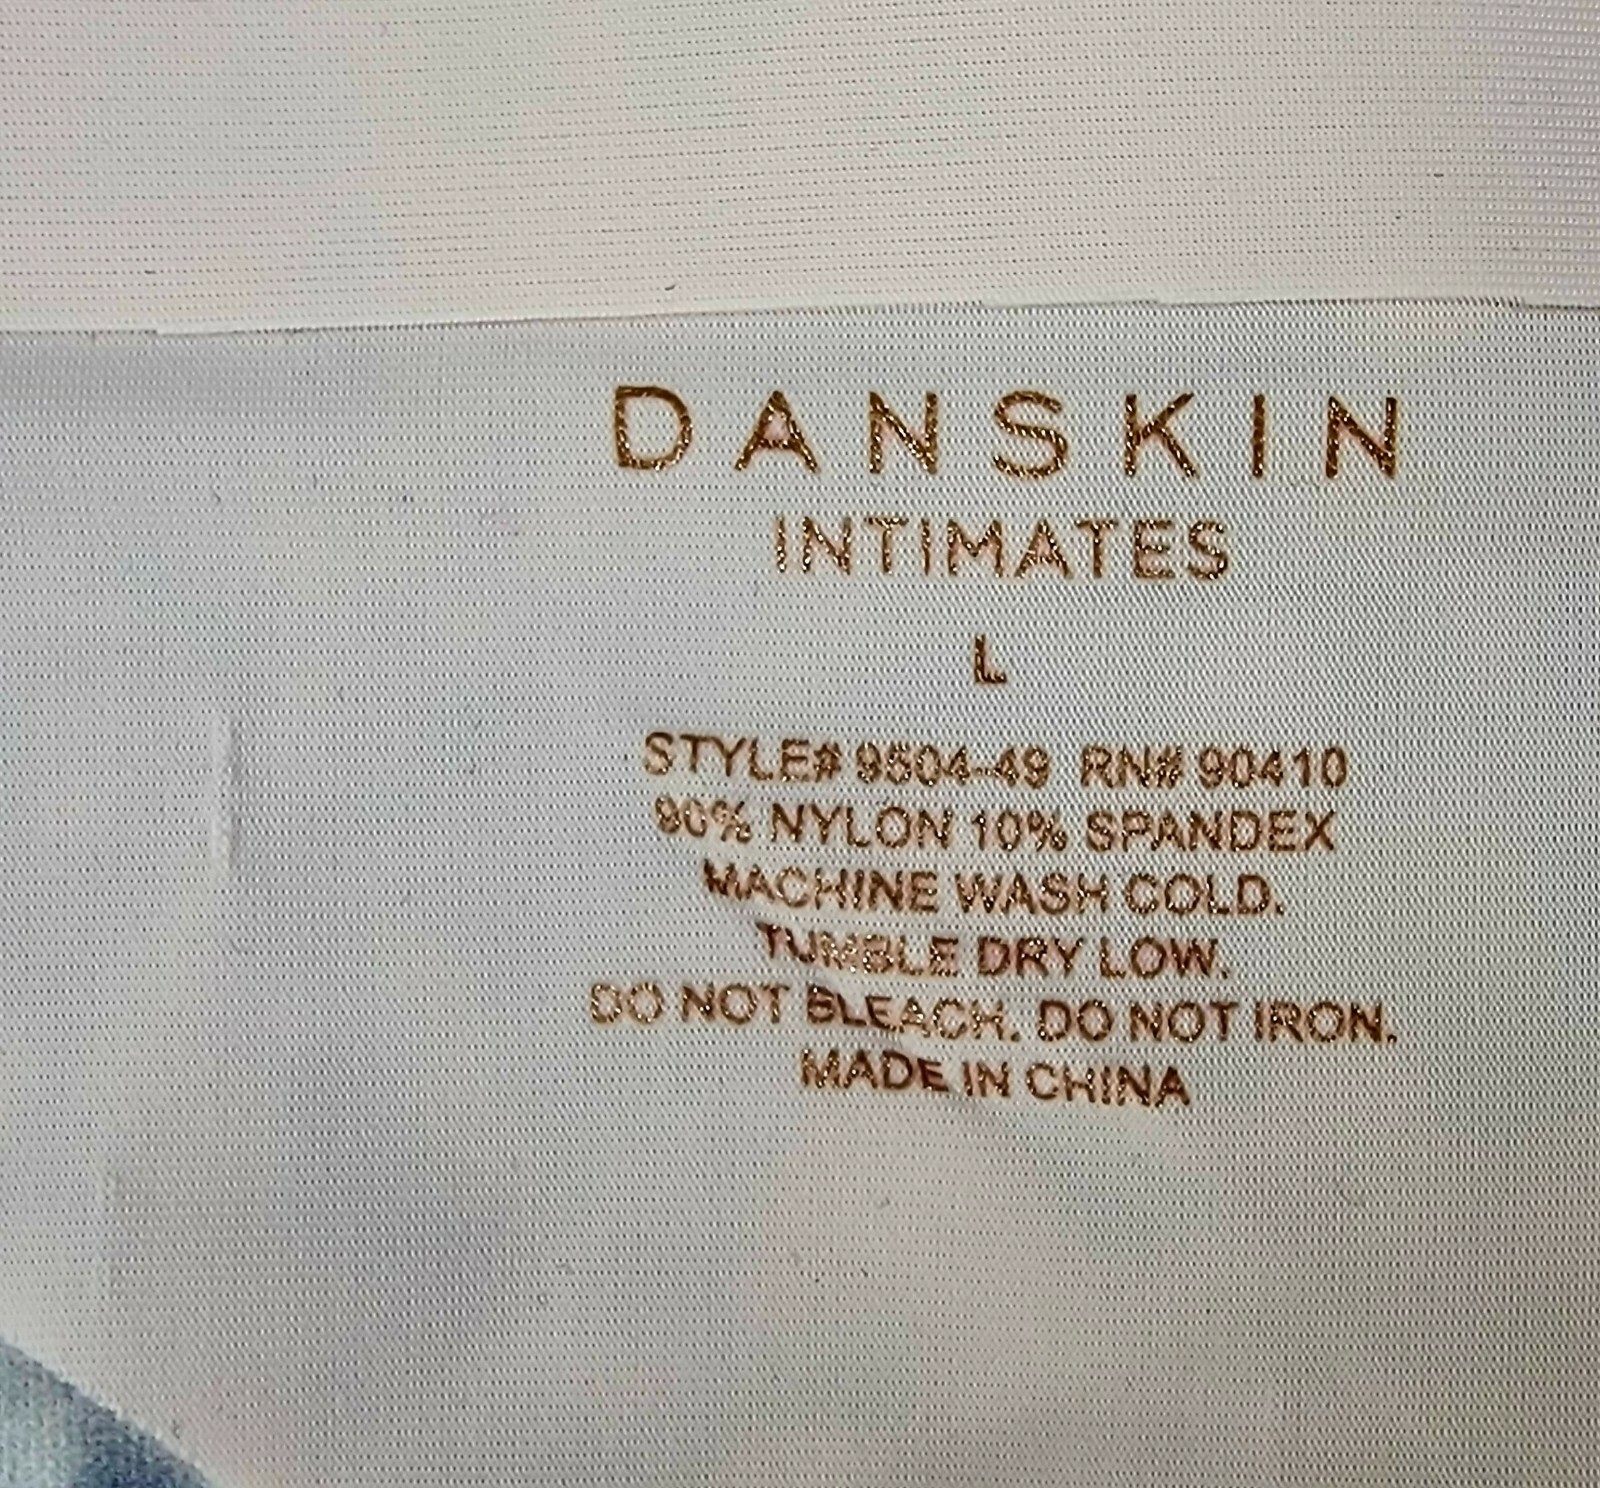 DANSKIN
INTIMATES
L
STYLE# 9504-49 RN# 90410
90% NYLON 10% SPANDEX
MACHINE WASH COLD.
TUMBLE DRY LOW.
DO NOT BLEACH. DO NOT IRON.
MADE IN CHINA